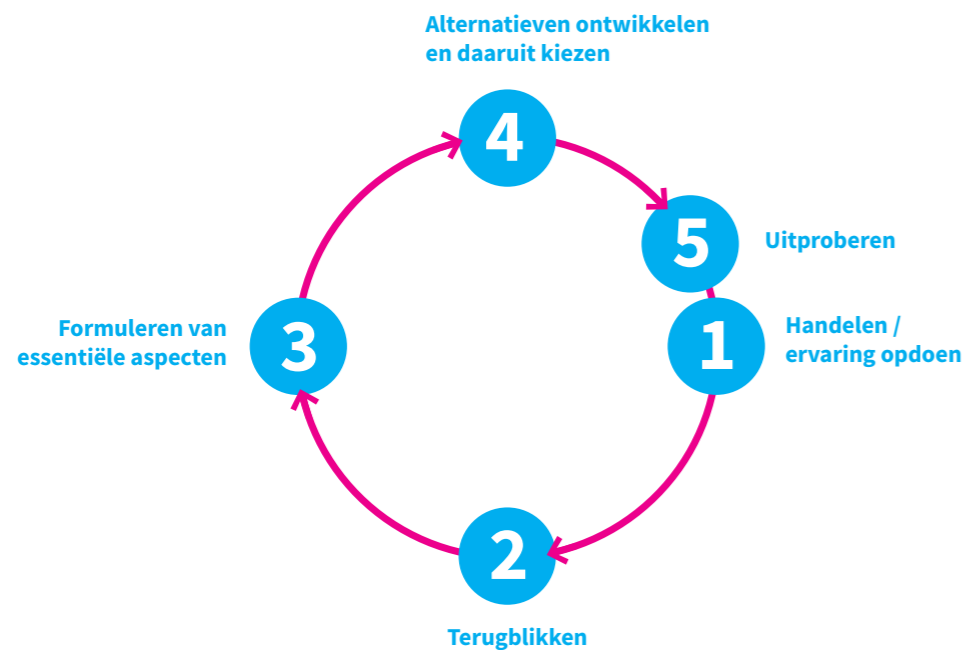 Alternatieven ontwikkelen
en daaruit kiezen
4
5
Uitproberen
Formuleren van
essentiële aspecten
3
1
Handelen /
ervaring opdoen
2
Terugblikken